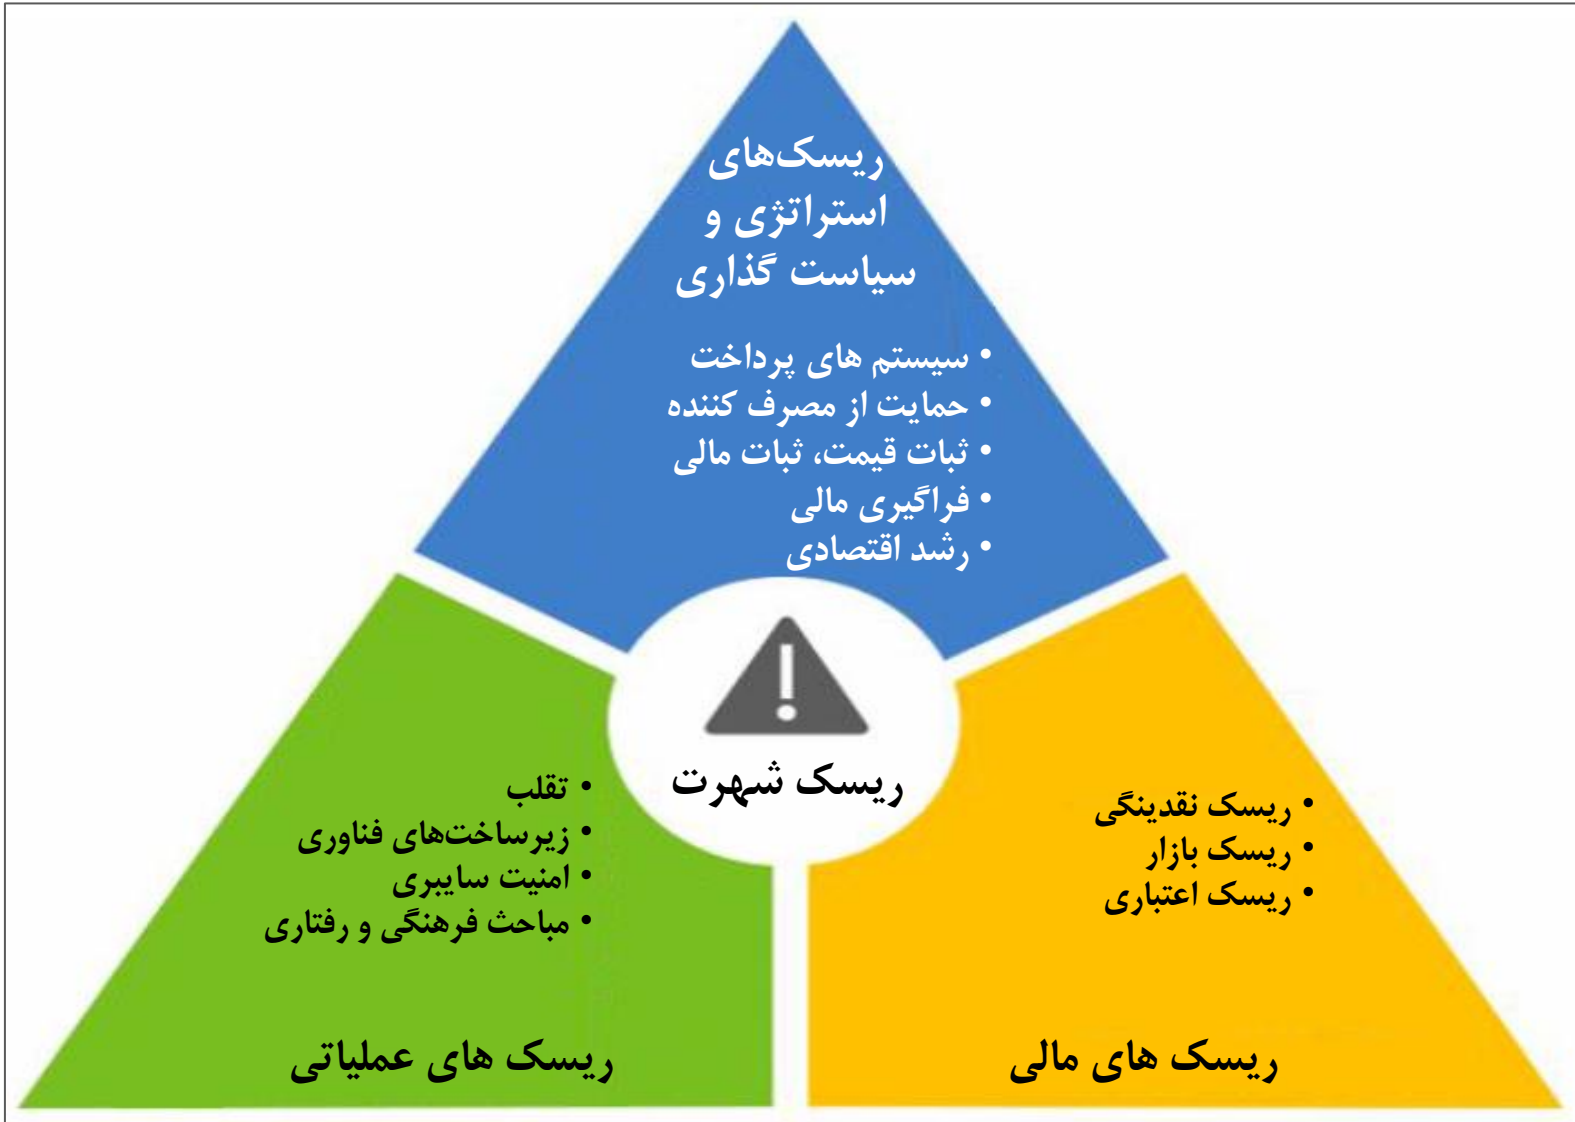 ریسک‌های
استراتژی و
سیاست گذاری
• سیستم های پرداخت
• حمایت از مصرف کننده
• ثبات قیمت، ثبات مالی
• فراگیری مالی
• رشد اقتصادی
ریسک شهرت
• ریسک نقدینگی
• ریسک بازار
• ریسک اعتباری
ریسک های مالی
• تقلب
• زیرساخت‌های فناوری
• امنیت سایبری
• مباحث فرهنگی و رفتاری
ریسک های عملیاتی